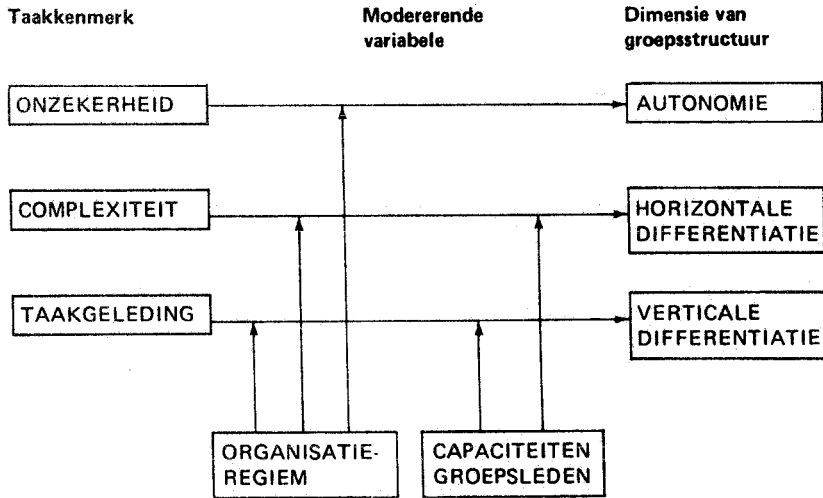 Taakkenmerk
Modererende
variabele
Dimensie van
groepsstructuur
ONZEKERHEID
AUTONOMIE
COMPLEXITEIT
HORIZONTALE
DIFFERENTIATIE
TAAKGELEDING
VERTICALE
DIFFERENTIATIE
ORGANISATIE-
REGIEM
CAPACITEITEN
GROEPSLEDEN